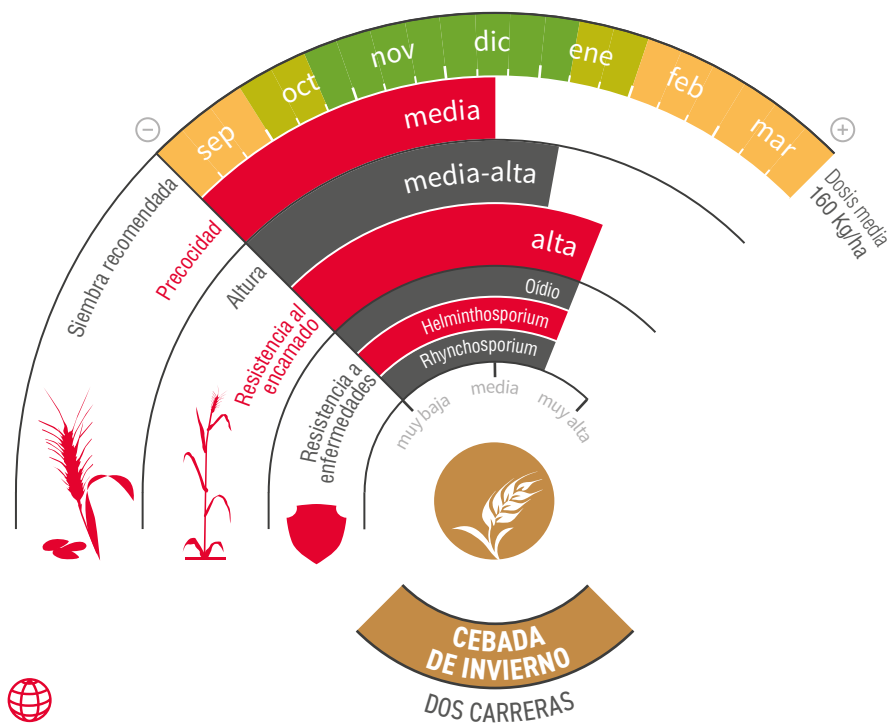 sep
oct
nov
dic
ene
feb
mar
−
+
Dosis media
160 Kg/ha
Siembra recomendada
Precocidad
media
Altura
media-alta
Resistencia al
encamado
alta
Resistencia a
enfermedades
Oídio
Helminthosporium
Rhynchosporium
muy baja
media
muy alta
CEBADA
DE INVIERNO
DOS CARRERAS